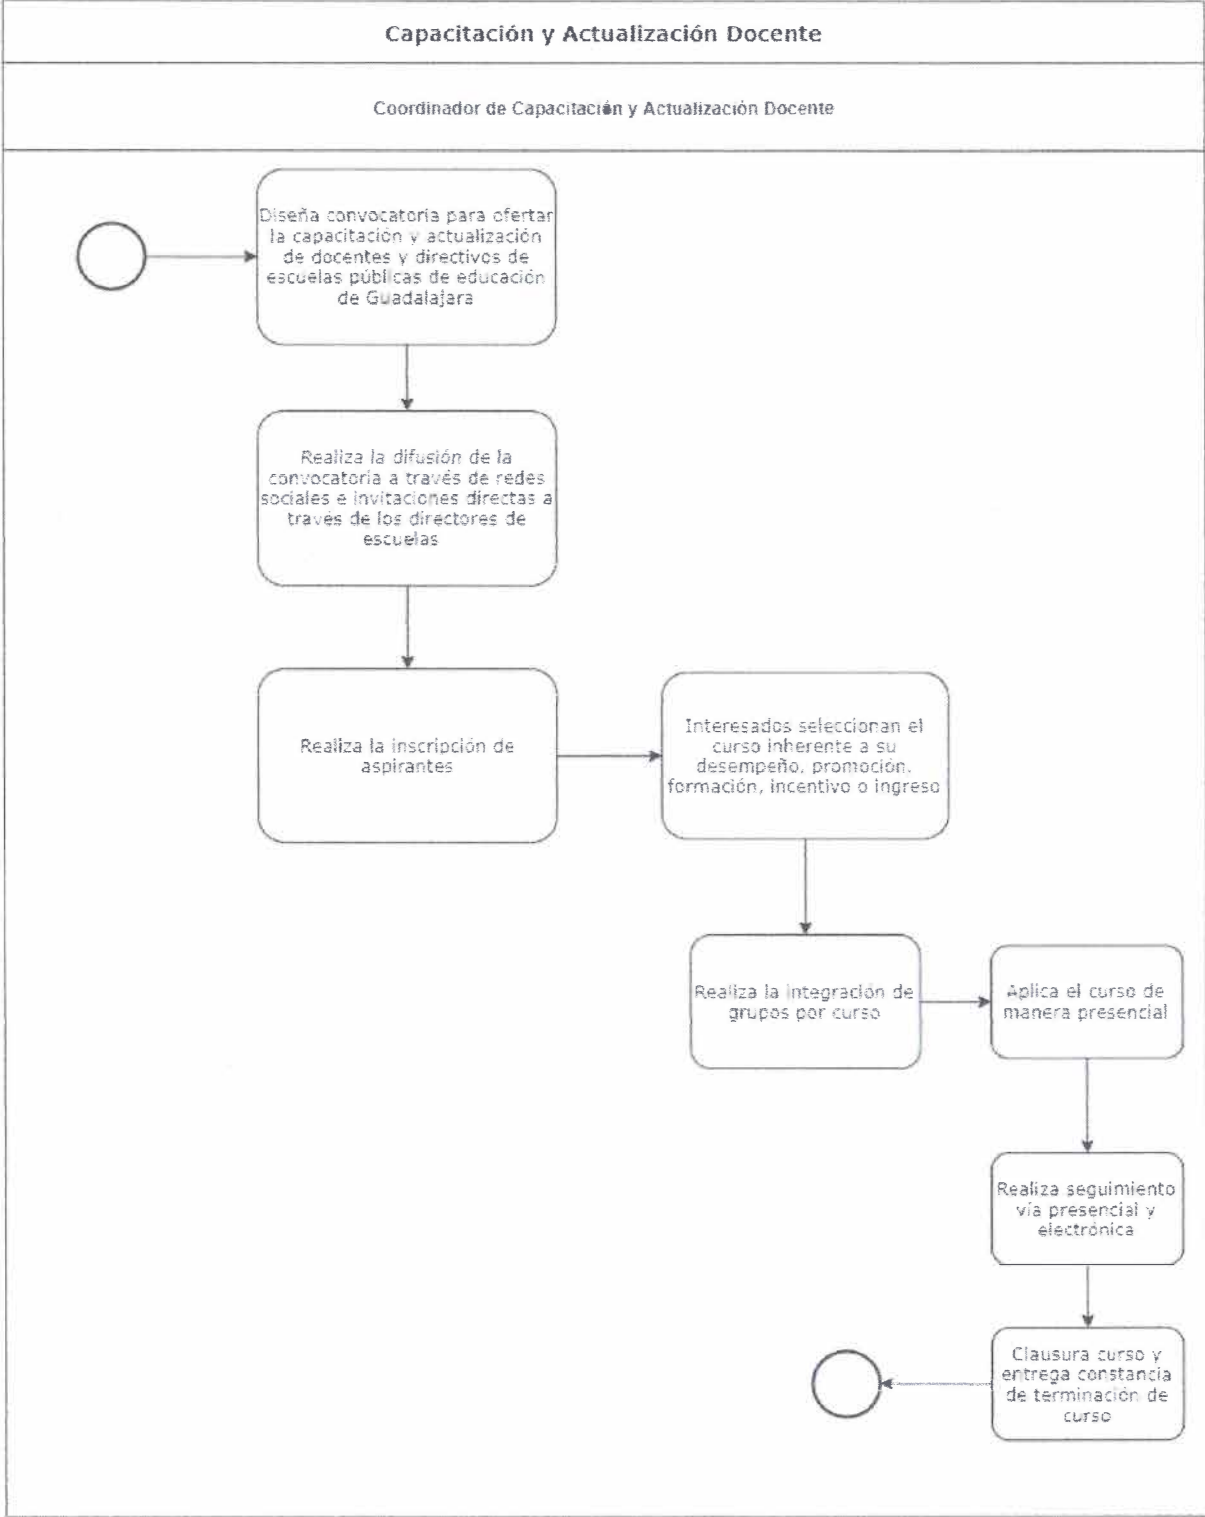 Capacitación y Actualización Docente
Coordinador de Capacitación y Actualización Docente
Diseña convocatoria para ofertar
la capacitación y actualización
de docentes y directivos de
escuelas públicas de educación
de Guadalajara
Realiza la difusión de la
convocatoria a través de redes
sociales e invitaciones directas a
través de los directores de
escuelas
Realiza la inscripción de
aspirantes
Interesados seleccionan el
curso inherente a su
desempeño, promoción,
formación, incentivo o ingreso
Realiza la integración de
grupos por curso
Aplica el curso de
manera presencial
Realiza seguimiento
vía presencial y
electrónica
Clausura curso y
entrega constancia
de terminación de
curso